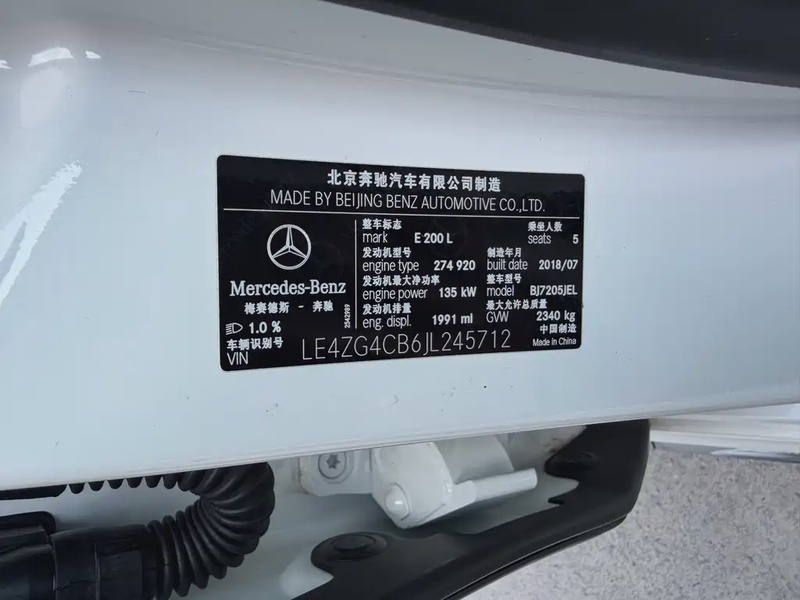 北京奔驰汽车有限公司制造
MADE BY BEIJING BENZ AUTOMOTIVE CO.,LTD.
整车标志 乘坐人数
mark E 200 L seats 5
发动机型号 制造年月
engine type 274 920 built date 2018/07
发动机最大净功率 整车型号
engine power 135 kW model BJ7205JEL
发动机排量 最大允许总质量
eng. displ. 1991 ml GVW 2340 kg
Mercedes-Benz
梅赛德斯 - 奔驰
2542989
1.0 %
中国制造
Made in China
车辆识别号
VIN LE4ZG4CB6JL245712